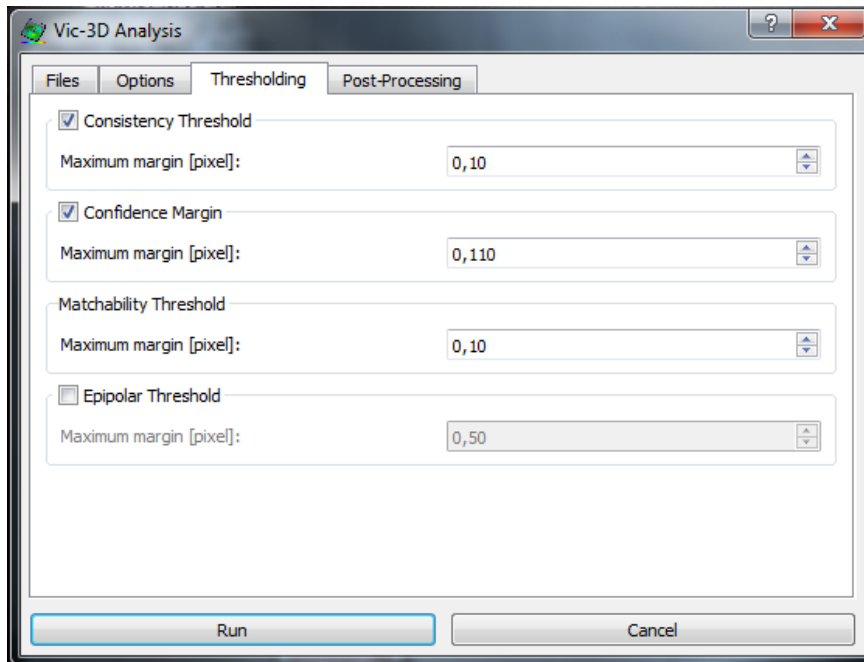 Vic-3D Analysis
?
X
Files Options Thresholding Post-Processing
Consistency Threshold
Maximum margin [pixel]: 0,10
Confidence Margin
Maximum margin [pixel]: 0,110
Matchability Threshold
Maximum margin [pixel]: 0,10
Epipolar Threshold
Maximum margin [pixel]: 0,50
Run Cancel